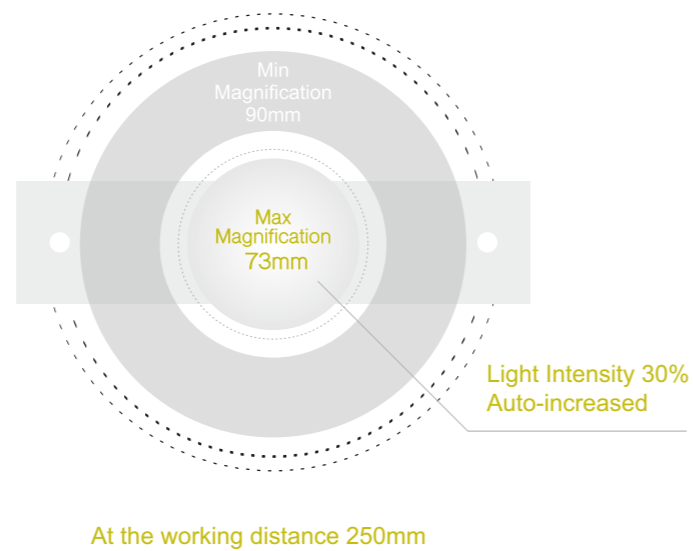 Min
Magnification
90mm
Max
Magnification
73mm
Light Intensity 30%
Auto-increased
At the working distance 250mm